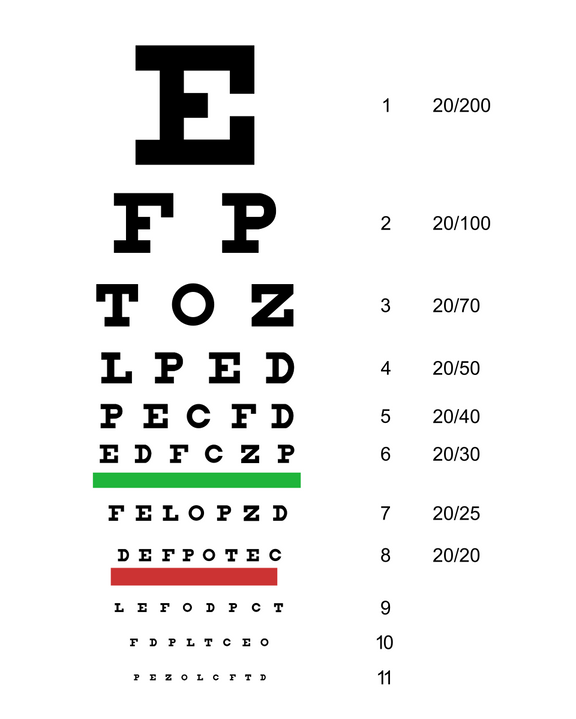 E 1 20/200
F P 2 20/100
T O Z 3 20/70
L P E D 4 20/50
P E C F D 5 20/40
E D F C Z P 6 20/30
F E L O P Z D 7 20/25
D E F P O T E C 8 20/20
L E F O D P C T 9
F D P L T C E O 10
P E Z O L C F T D 11